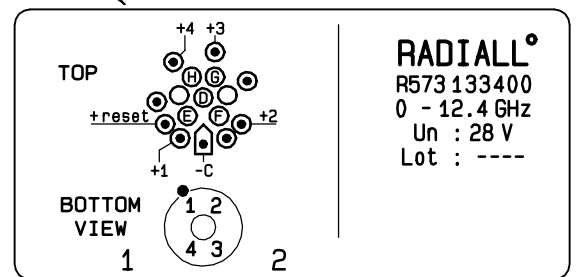 +4 +3
TOP
H G
D
+reset E F +2
+1 -C
BOTTOM
VIEW
1 2
4 3
1 2
RADIALL°
R573 133400
0 - 12.4 GHz
Un : 28 V
Lot : ----